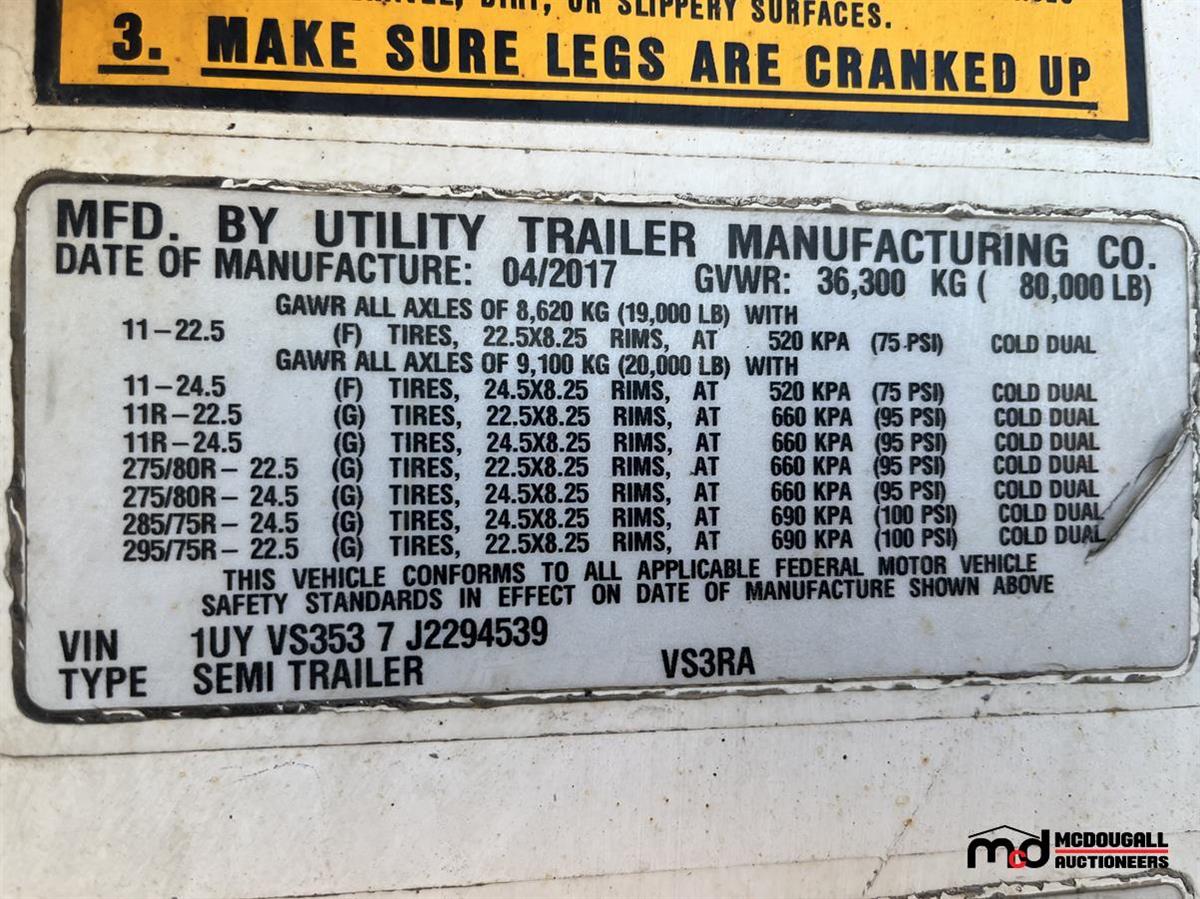 DIRT, OR SLIPPERY SURFACES.
3. MAKE SURE LEGS ARE CRANKED UP
MFD. BY UTILITY TRAILER MANUFACTURING CO.
DATE OF MANUFACTURE: 04/2017 GVWR: 36,300 KG ( 80,000 LB)
GAWR ALL AXLES OF 8,620 KG (19,000 LB) WITH
11-22.5 (F) TIRES, 22.5X8.25 RIMS, AT 520 KPA (75 PSI) COLD DUAL
GAWR ALL AXLES OF 9,100 KG (20,000 LB) WITH
11-24.5 (F) TIRES, 24.5X8.25 RIMS, AT 520 KPA (75 PSI) COLD DUAL
11R-22.5 (G) TIRES, 22.5X8.25 RIMS, AT 660 KPA (95 PSI) COLD DUAL
11R-24.5 (G) TIRES, 24.5X8.25 RIMS, AT 660 KPA (95 PSI) COLD DUAL
275/80R-22.5 (G) TIRES, 22.5X8.25 RIMS, AT 660 KPA (95 PSI) COLD DUAL
275/80R-24.5 (G) TIRES, 24.5X8.25 RIMS, AT 660 KPA (95 PSI) COLD DUAL
285/75R-24.5 (G) TIRES, 24.5X8.25 RIMS, AT 690 KPA (100 PSI) COLD DUAL
295/75R-22.5 (G) TIRES, 22.5X8.25 RIMS, AT 690 KPA (100 PSI) COLD DUAL
THIS VEHICLE CONFORMS TO ALL APPLICABLE FEDERAL MOTOR VEHICLE
SAFETY STANDARDS IN EFFECT ON DATE OF MANUFACTURE SHOWN ABOVE
VIN 1UY VS353 7 J2294539
TYPE SEMI TRAILER VS3RA
mcd MCDOUGALL
AUCTIONEERS